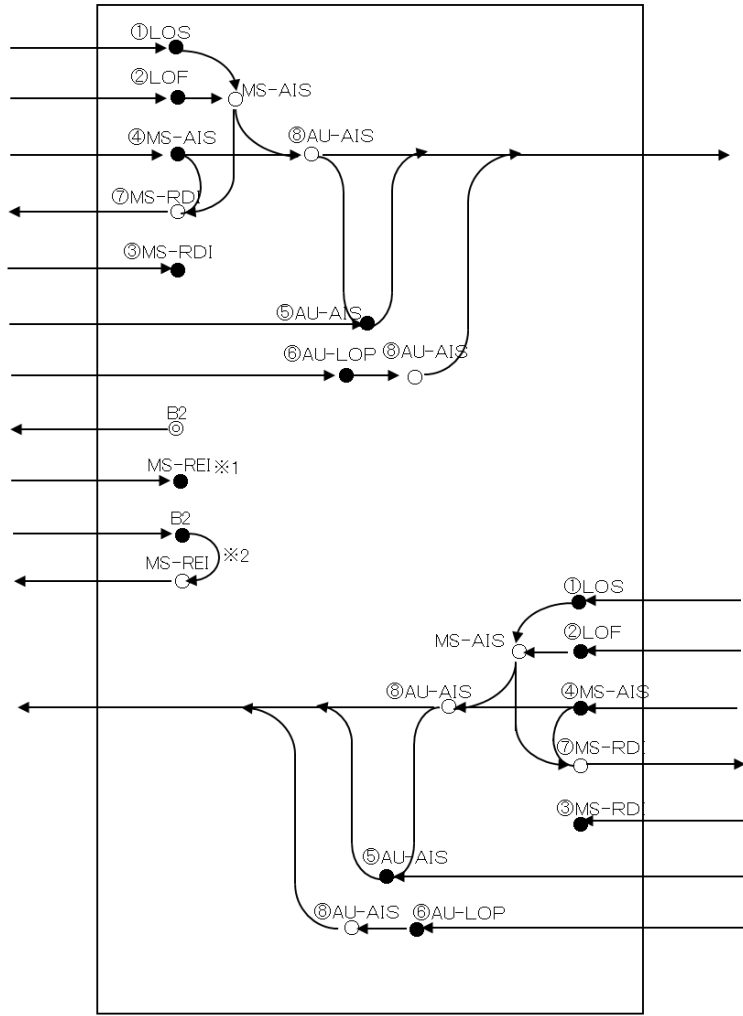 ①LOS
②LOF
MS-AIS
④MS-AIS
⑧AU-AIS
⑦MS-RDI
③MS-RDI
⑤AU-AIS
⑥AU-LOP
⑧AU-AIS
B2
MS-REI※1
B2
※2
MS-REI
①LOS
②LOF
MS-AIS
⑧AU-AIS
④MS-AIS
⑦MS-RDI
③MS-RDI
⑤AU-AIS
⑧AU-AIS
⑥AU-LOP